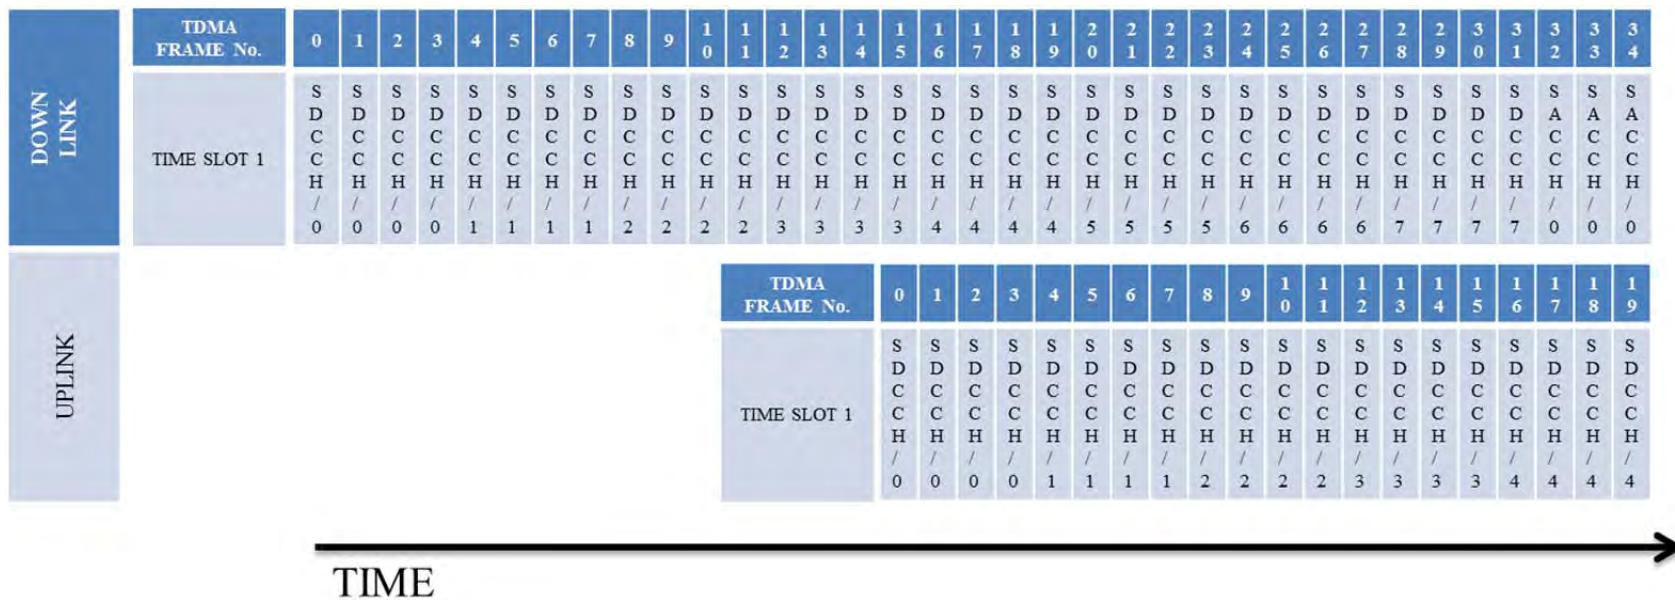 DOWN LINK
TDMA FRAME No. 0 1 2 3 4 5 6 7 8 9 10 11 12 13 14 15 16 17 18 19 20 21 22 23 24 25 26 27 28 29 30 31 32 33 34
TIME SLOT 1 SDCCH/0 SDCCH/0 SDCCH/0 SDCCH/0 SDCCH/1 SDCCH/1 SDCCH/1 SDCCH/1 SDCCH/2 SDCCH/2 SDCCH/2 SDCCH/2 SDCCH/3 SDCCH/3 SDCCH/3 SDCCH/3 SDCCH/4 SDCCH/4 SDCCH/4 SDCCH/4 SDCCH/5 SDCCH/5 SDCCH/5 SDCCH/5 SDCCH/6 SDCCH/6 SDCCH/6 SDCCH/6 SDCCH/7 SDCCH/7 SDCCH/7 SDCCH/7 SACCH/0 SACCH/0 SACCH/0
UPLINK
TDMA FRAME No. 0 1 2 3 4 5 6 7 8 9 10 11 12 13 14 15 16 17 18 19
TIME SLOT 1 SDCCH/0 SDCCH/0 SDCCH/0 SDCCH/0 SDCCH/1 SDCCH/1 SDCCH/1 SDCCH/1 SDCCH/2 SDCCH/2 SDCCH/2 SDCCH/2 SDCCH/3 SDCCH/3 SDCCH/3 SDCCH/3 SDCCH/4 SDCCH/4 SDCCH/4 SDCCH/4
TIME